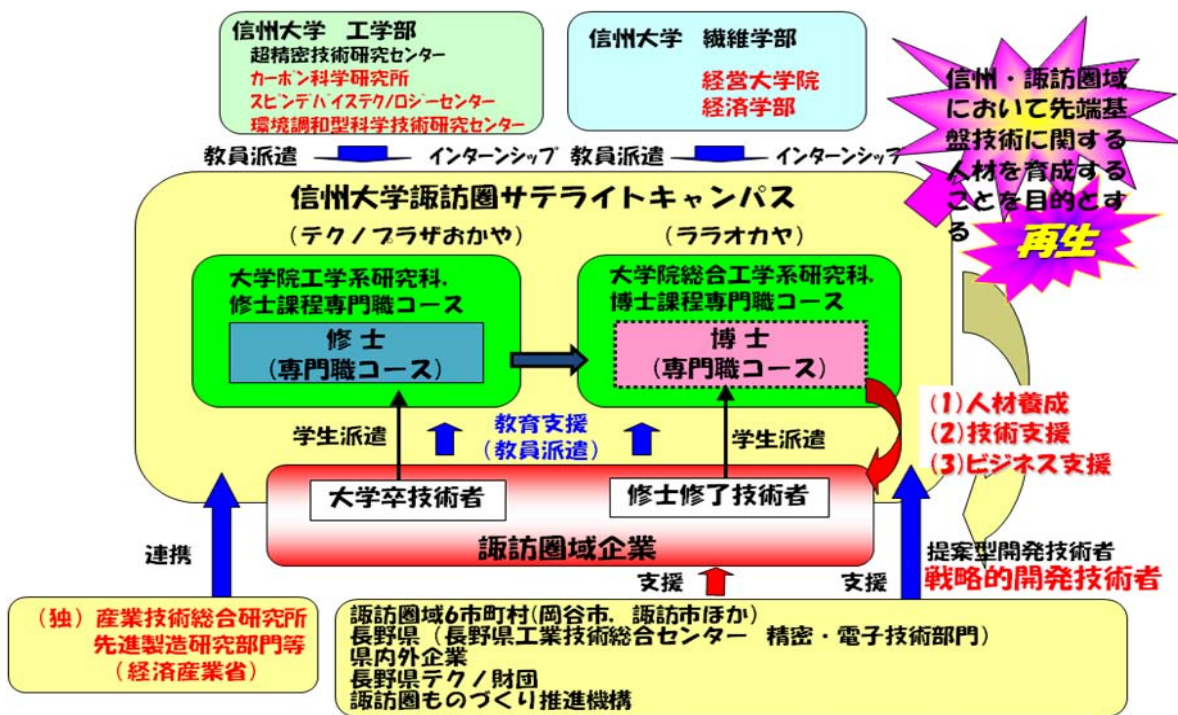 信州大学 工学部
超精密技術研究センター
カーボン科学研究所
スピンデバイステクノロジーセンター
環境調和型科学技術研究センター
信州大学 繊維学部
経営大学院
経済学部
信州・諏訪圏域
において先端基
盤技術に関する
人材を育成する
ことを目的とす
る
再生
教員派遣 インターンシップ 教員派遣 インターンシップ
信州大学諏訪圏サテライトキャンパス
(テクノプラザおかや) (ララオカヤ)
大学院工学系研究科,
修士課程専門職コース
修士
(専門職コース)
大学院総合工学系研究科,
博士課程専門職コース
博士
(専門職コース)
学生派遣
教育支援
(教員派遣)
学生派遣
(1)人材養成
(2)技術支援
(3)ビジネス支援
大学卒技術者
修士修了技術者
諏訪圏域企業
連携
支援
支援
提案型開発技術者
戦略的開発技術者
(独)産業技術総合研究所
先進製造研究部門等
(経済産業省)
諏訪圏域6市町村(岡谷市, 諏訪市ほか)
長野県(長野県工業技術総合センター 精密・電子技術部門)
県内外企業
長野県テクノ財団
諏訪圏ものづくり推進機構